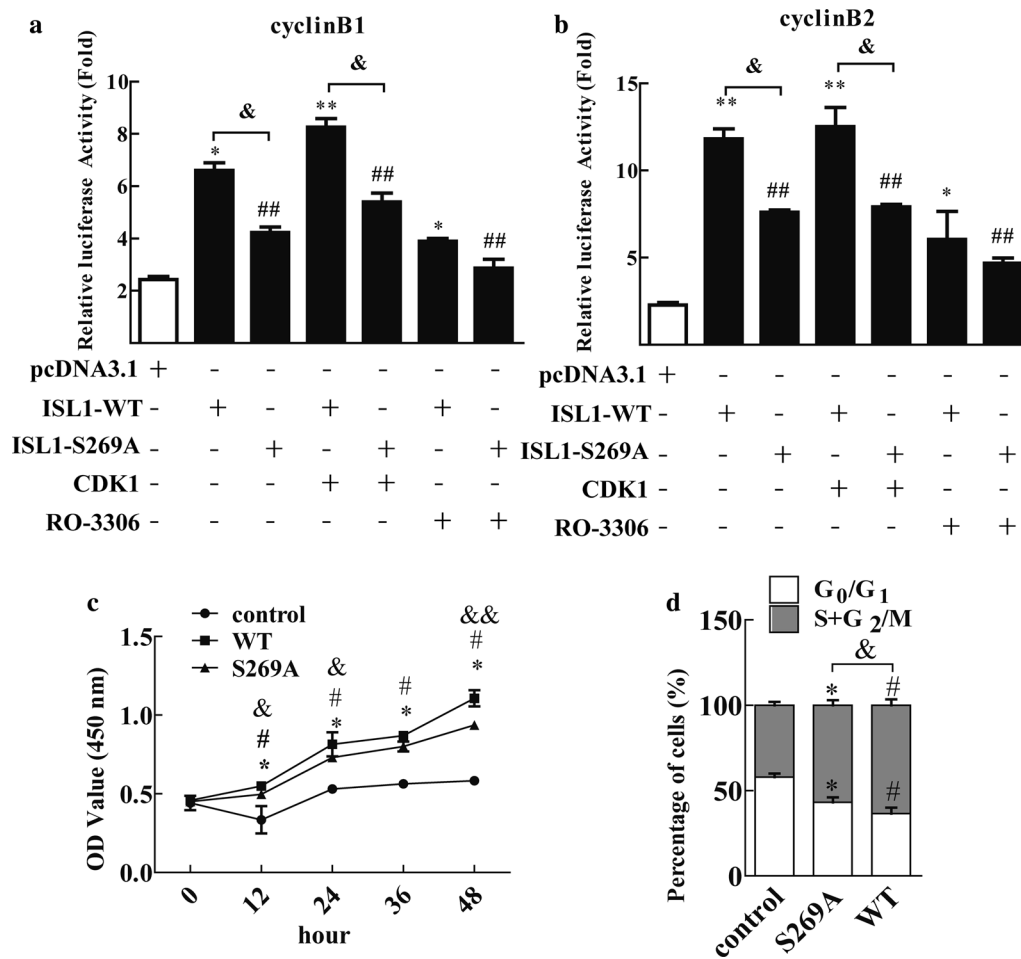 a
cyclinB1
&
&
**
*
##
##
*
##
Relative luciferase Activity (Fold)
10
8
6
4
2
pcDNA3.1 + - - - - - -
ISL1-WT - + - + - + -
ISL1-S269A - - + - + - +
CDK1 - - - + + - -
RO-3306 - - - - - + +
b
cyclinB2
&
&
**
**
##
##
*
##
Relative luciferase Activity (Fold)
15
10
5
pcDNA3.1 + - - - - - -
ISL1-WT - + - + - + -
ISL1-S269A - - + - + - +
CDK1 - - - + + - -
RO-3306 - - - - - + +
c
control
WT
S269A
&
#
*
&
#
*
#
*
&&
#
*
OD Value (450 nm)
1.5
1.0
0.5
0.0
0 12 24 36 48
hour
d
G0/G1
S+G 2/M
&
* #
* #
Percentage of cells (%)
150
100
50
0
control S269A WT